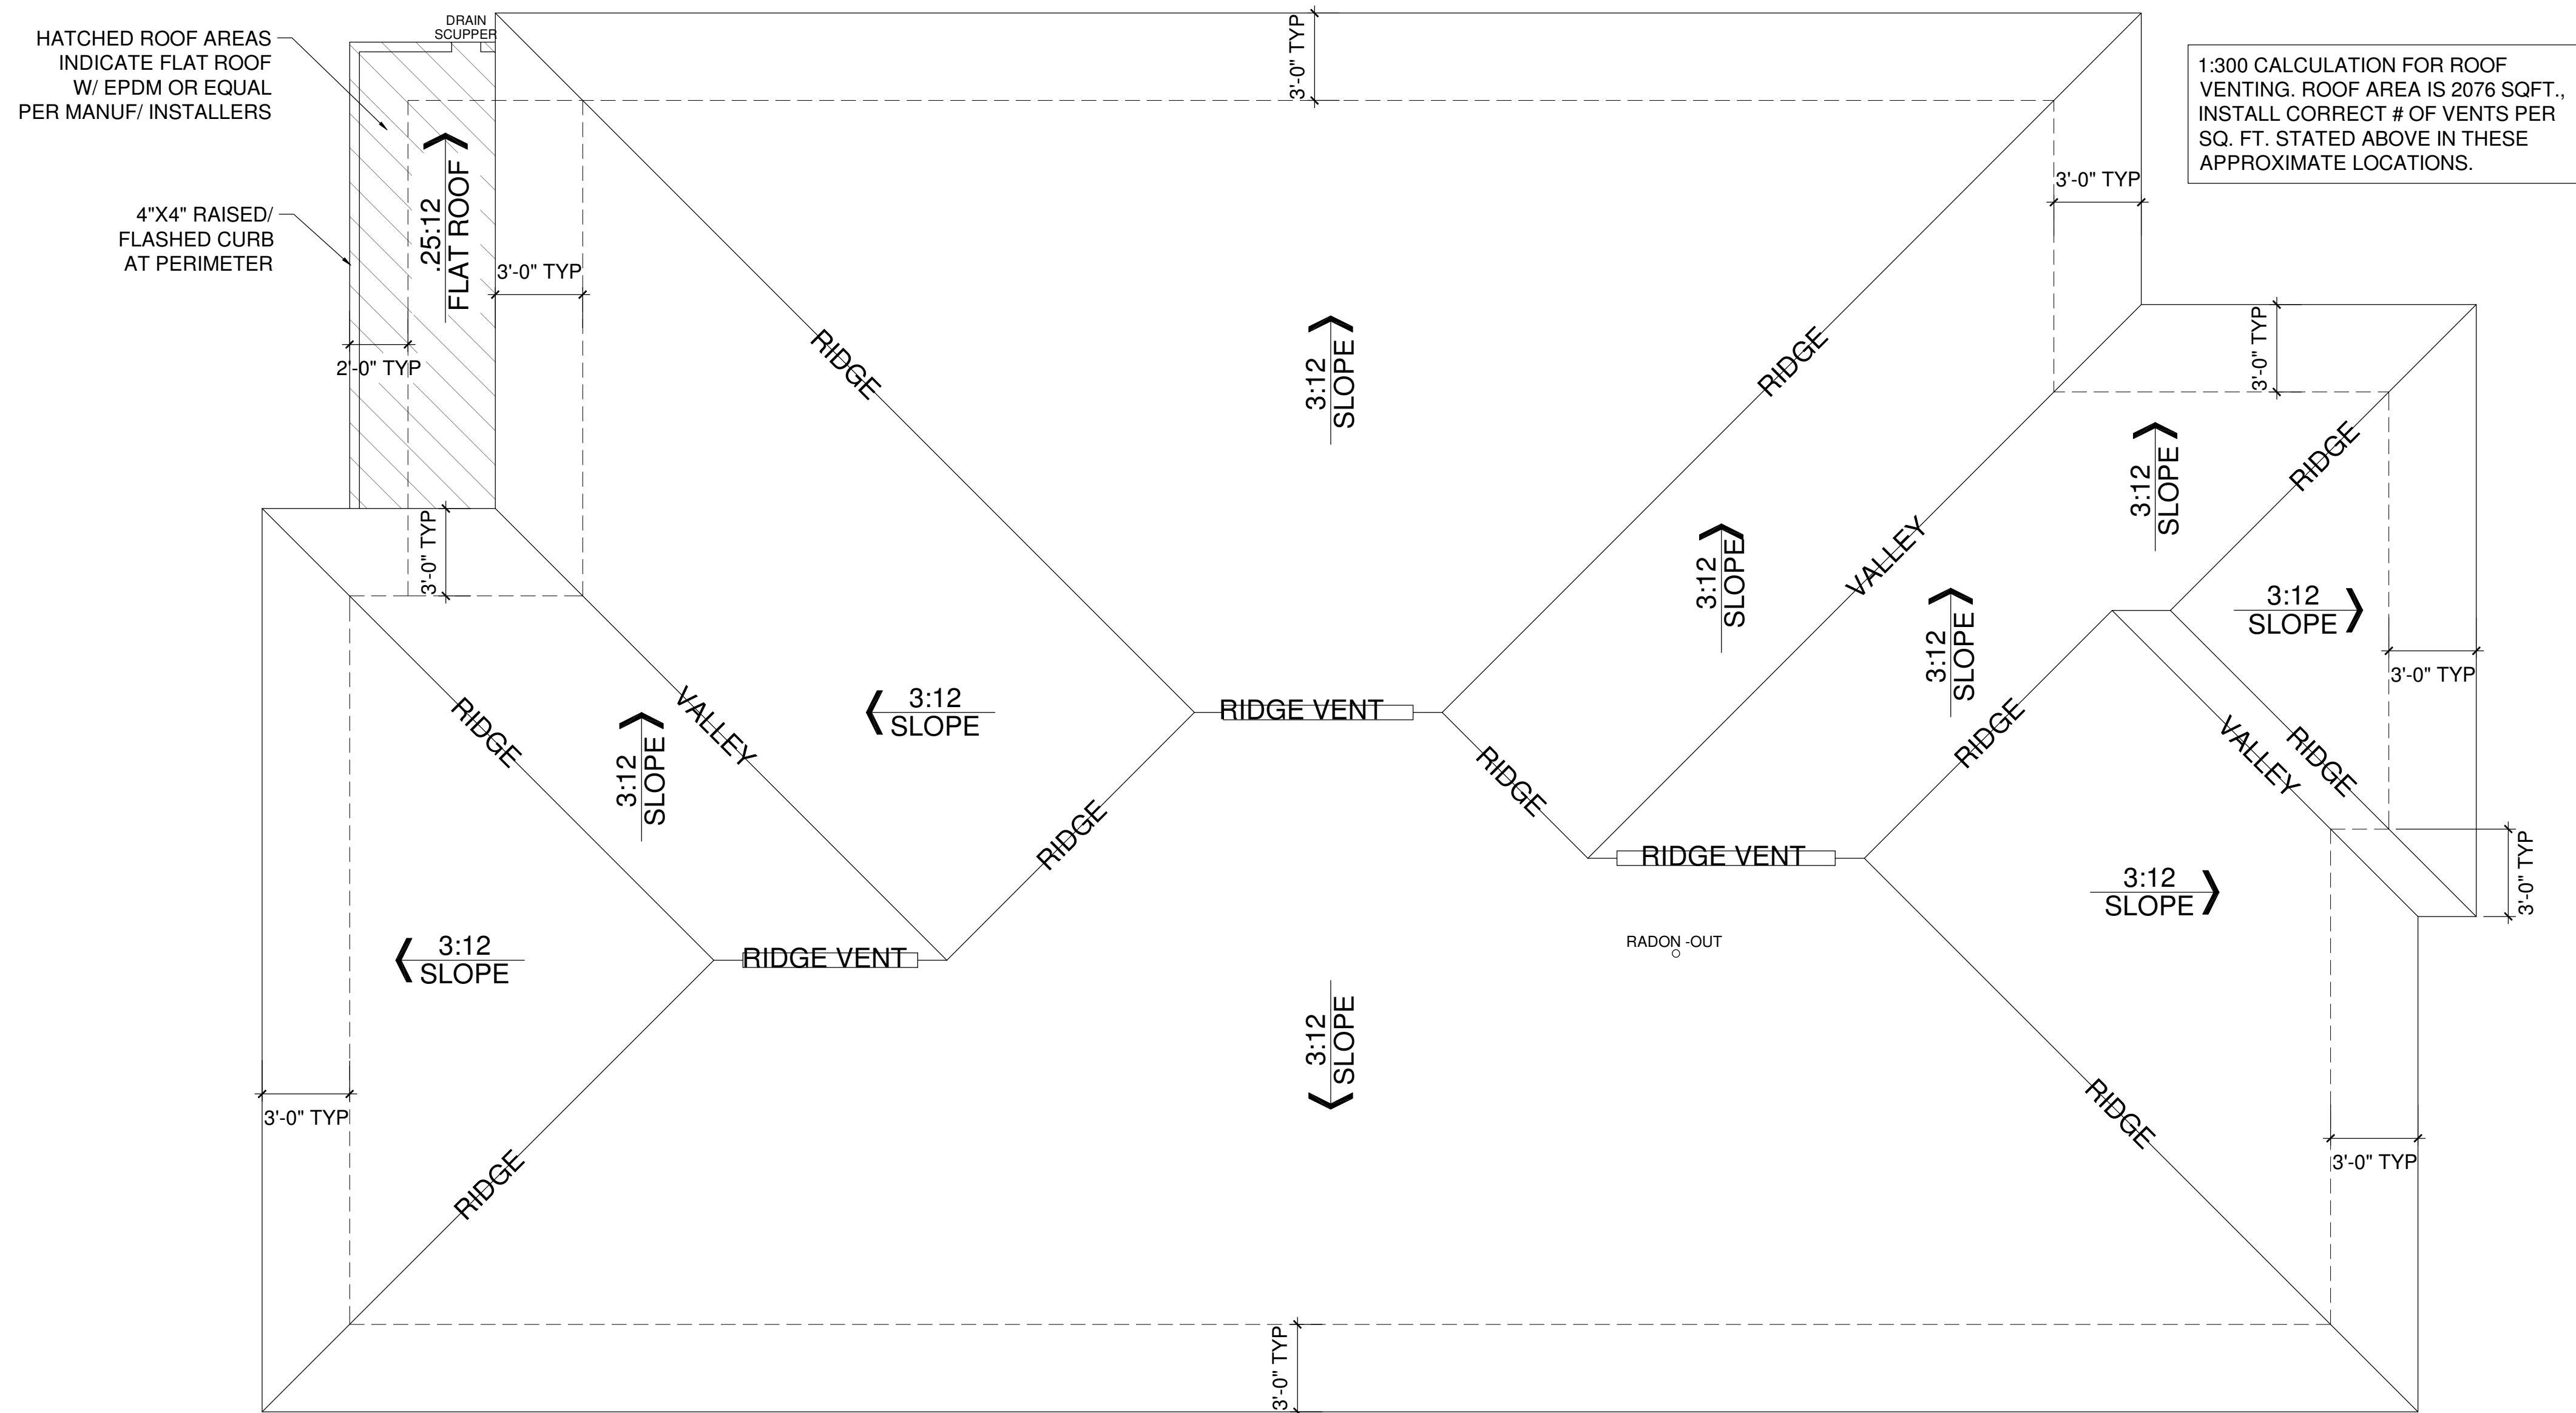 DRAIN
SCUPPER
HATCHED ROOF AREAS
INDICATE FLAT ROOF
W/ EPDM OR EQUAL
PER MANUF/ INSTALLERS
3'-0" TYP
1:300 CALCULATION FOR ROOF
VENTING. ROOF AREA IS 2076 SQFT.,
INSTALL CORRECT # OF VENTS PER
SQ. FT. STATED ABOVE IN THESE
APPROXIMATE LOCATIONS.
4"X4" RAISED/
FLASHED CURB
AT PERIMETER
.25:12
FLAT ROOF
3'-0" TYP
3'-0" TYP
2'-0" TYP
RIDGE
3:12
SLOPE
RIDGE
3'-0" TYP
3'-0" TYP
VALLEY
3:12
SLOPE
RIDGE
3:12
SLOPE
3:12
SLOPE
3:12
SLOPE
3'-0" TYP
RIDGE
VALLEY
3:12
SLOPE
3:12
SLOPE
RIDGE VENT
RIDGE
RIDGE
VALLEY
RIDGE
RIDGE
RIDGE VENT
3'-0" TYP
3:12
SLOPE
3:12
SLOPE
RIDGE VENT
RADON -OUT
3:12
SLOPE
3'-0" TYP
RIDGE
RIDGE
3'-0" TYP
3'-0" TYP